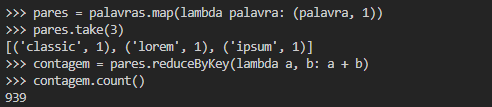 >>> pares = palavras.map(lambda palavra: (palavra, 1))
>>> pares.take(3)
[('classic', 1), ('lorem', 1), ('ipsum', 1)]
>>> contagem = pares.reduceByKey(lambda a, b: a + b)
>>> contagem.count()
939